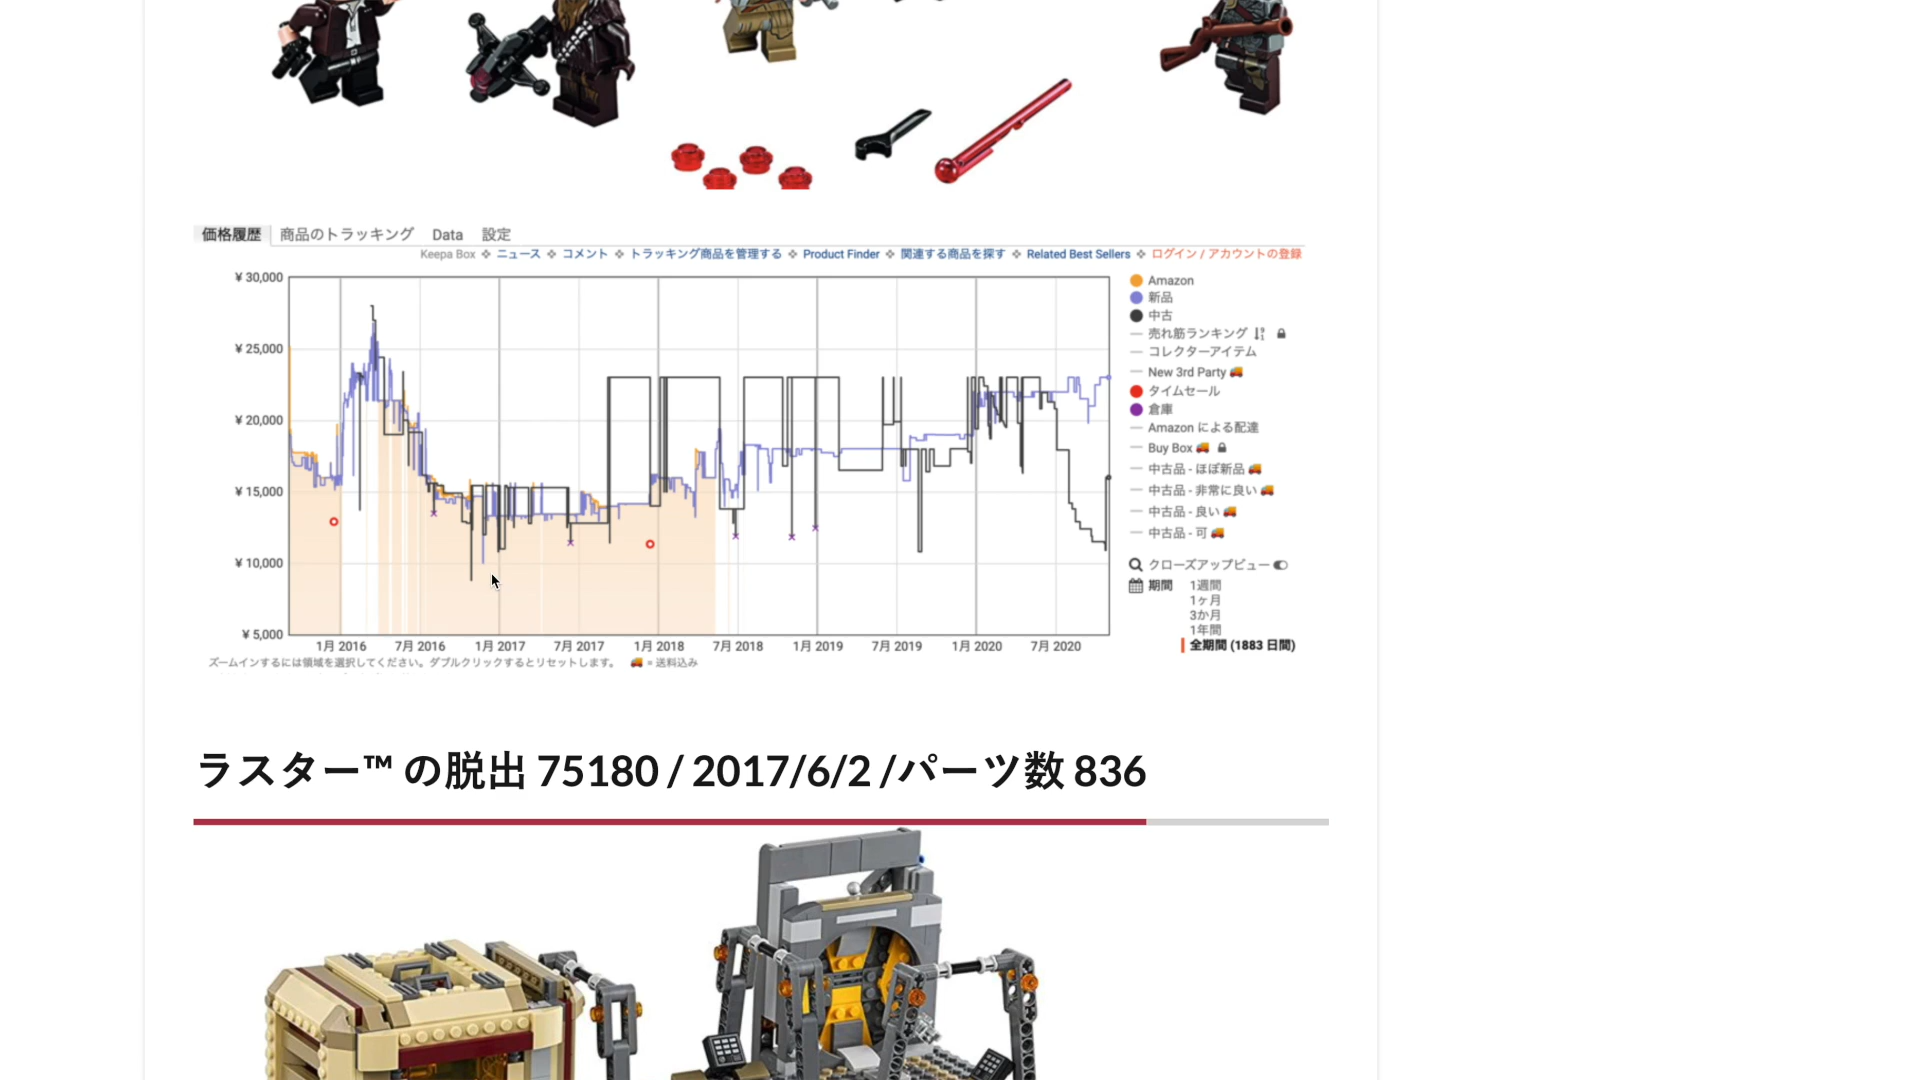 価格履歴 商品のトラッキング Data 設定
Keepa Box ❖ ニュース ❖ コメント ❖ トラッキング商品を管理する ❖ Product Finder ❖ 関連する商品を探す ❖ Related Best Sellers ❖ ログイン / アカウントの登録
¥ 30,000
¥ 25,000
¥ 20,000
¥ 15,000
¥ 10,000
¥ 5,000
1月 2016 7月 2016 1月 2017 7月 2017 1月 2018 7月 2018 1月 2019 7月 2019 1月 2020 7月 2020
ズームインするには領域を選択してください。ダブルクリックするとリセットします。 = 送料込み
Amazon
新品
中古
売れ筋ランキング
コレクターアイテム
New 3rd Party
タイムセール
倉庫
Amazon による配達
Buy Box
中古品 - ほぼ新品
中古品 - 非常に良い
中古品 - 良い
中古品 - 可
クローズアップビュー
期間 1週間
1ヶ月
3か月
1年間
全期間 (1883 日間)
ラスター™ の脱出 75180 / 2017/6/2 /パーツ数 836